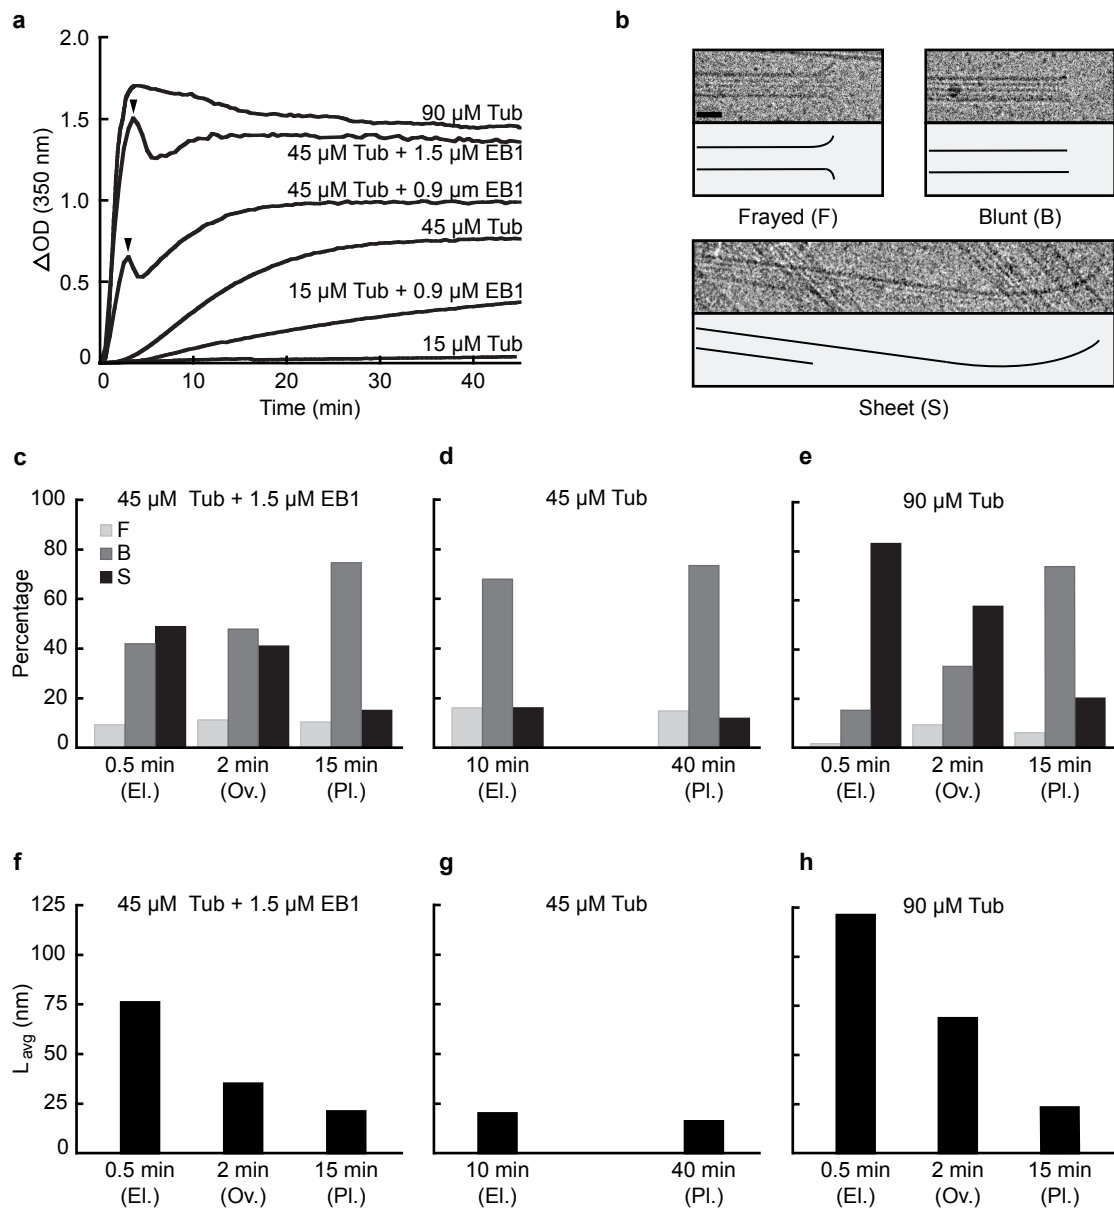 a
2.0
1.5
1.0
0.5
0
ΔOD (350 nm)
90 µM Tub
45 µM Tub + 1.5 µM EB1
45 µM Tub + 0.9 µm EB1
45 µM Tub
15 µM Tub + 0.9 µM EB1
15 µM Tub
0 10 20 30 40
Time (min)
b
Frayed (F)
Blunt (B)
Sheet (S)
c
45 µM Tub + 1.5 µM EB1
F
B
S
100
80
60
40
20
0
Percentage
0.5 min 2 min 15 min
(El.) (Ov.) (Pl.)
d
45 µM Tub
10 min 40 min
(El.) (Pl.)
e
90 µM Tub
0.5 min 2 min 15 min
(El.) (Ov.) (Pl.)
f
45 µM Tub + 1.5 µM EB1
125
100
75
50
25
0
Lavg (nm)
0.5 min 2 min 15 min
(El.) (Ov.) (Pl.)
g
45 µM Tub
10 min 40 min
(El.) (Pl.)
h
90 µM Tub
0.5 min 2 min 15 min
(El.) (Ov.) (Pl.)